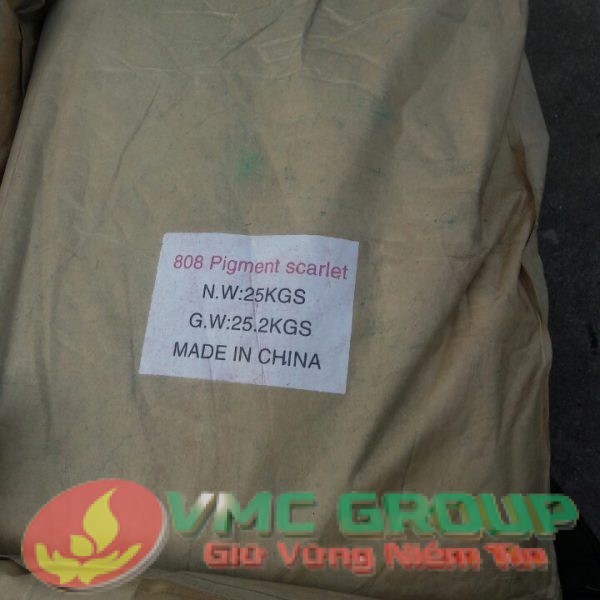 808 Pigment scarlet
N.W:25KGS
G.W:25.2KGS
MADE IN CHINA
VMC GROUP
Giữ Vững Niềm Tin